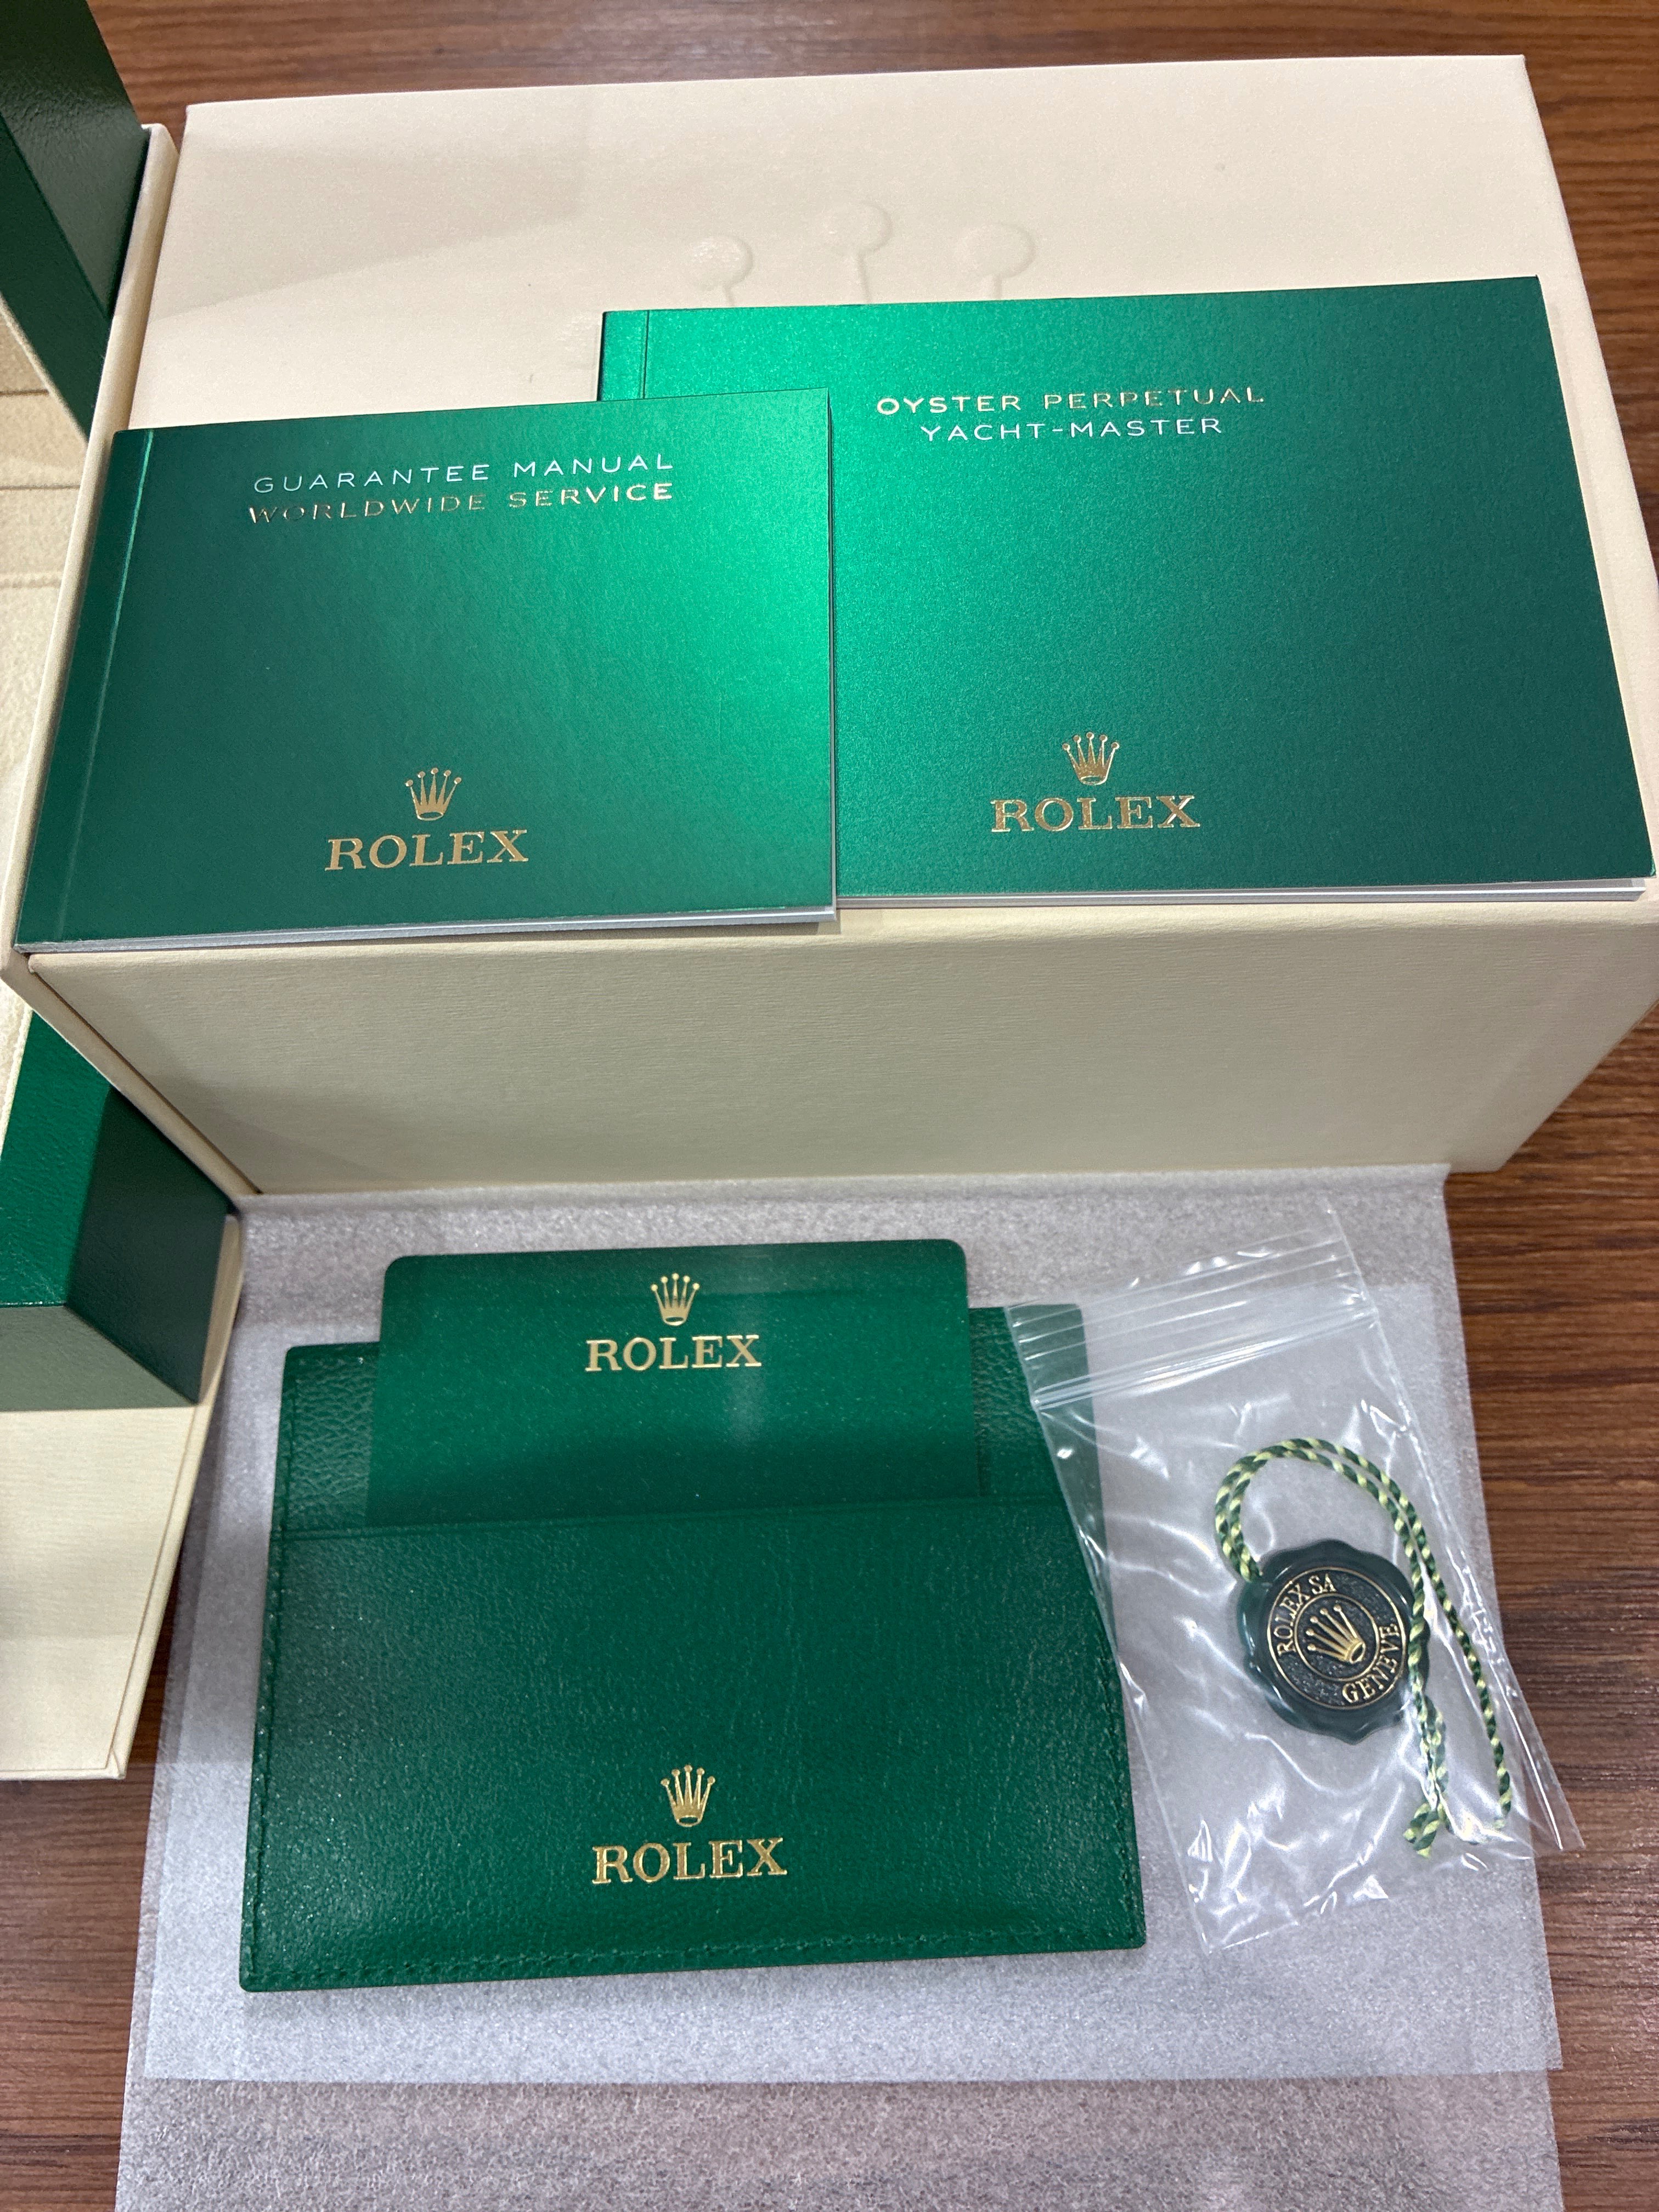 OYSTER PERPETUAL
YACHT-MASTER
ROLEX
GUARANTEE MANUAL
WORLDWIDE SERVICE
ROLEX
ROLEX
ROLEX
ROLEX SA
GENEVE